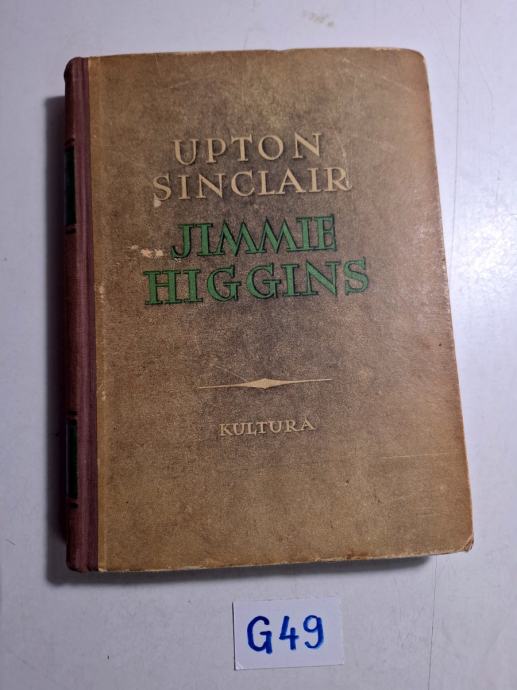 UPTON
SINCLAIR
JIMMIE
HIGGINS
KULTURA
G49